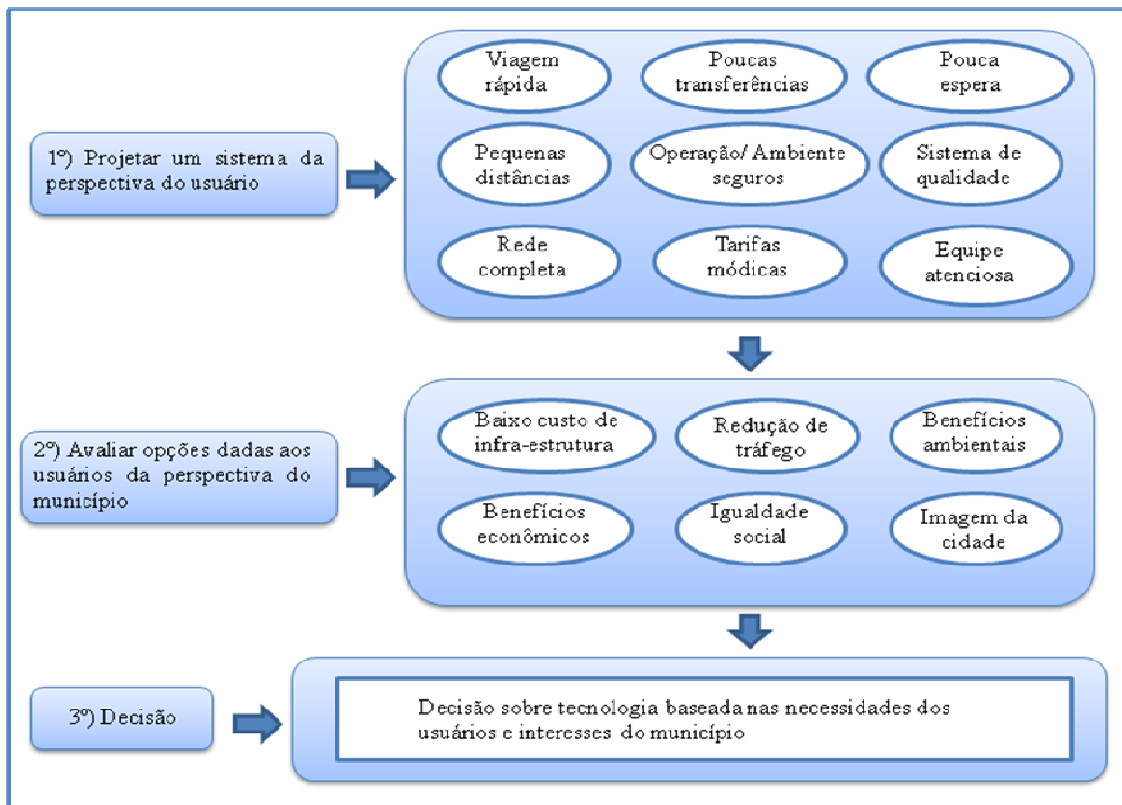 Viagem
rápida
Poucas
transferências
Pouca
espera
1º) Projetar um sistema da
perspectiva do usuário
Pequenas
distâncias
Operação/ Ambiente
seguros
Sistema de
qualidade
Rede
completa
Tarifas
módicas
Equipe
atenciosa
2º) Avaliar opções dadas aos
usuários da perspectiva do
município
Baixo custo de
infra-estrutura
Redução de
tráfego
Benefícios
ambientais
Benefícios
econômicos
Igualdade
social
Imagem da
cidade
3º) Decisão
Decisão sobre tecnologia baseada nas necessidades dos
usuários e interesses do município